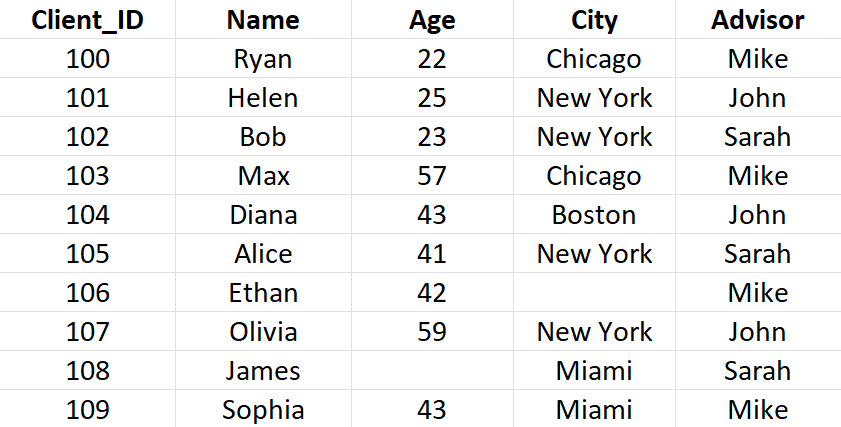 Client_ID Name Age City Advisor
100 Ryan 22 Chicago Mike
101 Helen 25 New York John
102 Bob 23 New York Sarah
103 Max 57 Chicago Mike
104 Diana 43 Boston John
105 Alice 41 New York Sarah
106 Ethan 42 Mike
107 Olivia 59 New York John
108 James Miami Sarah
109 Sophia 43 Miami Mike